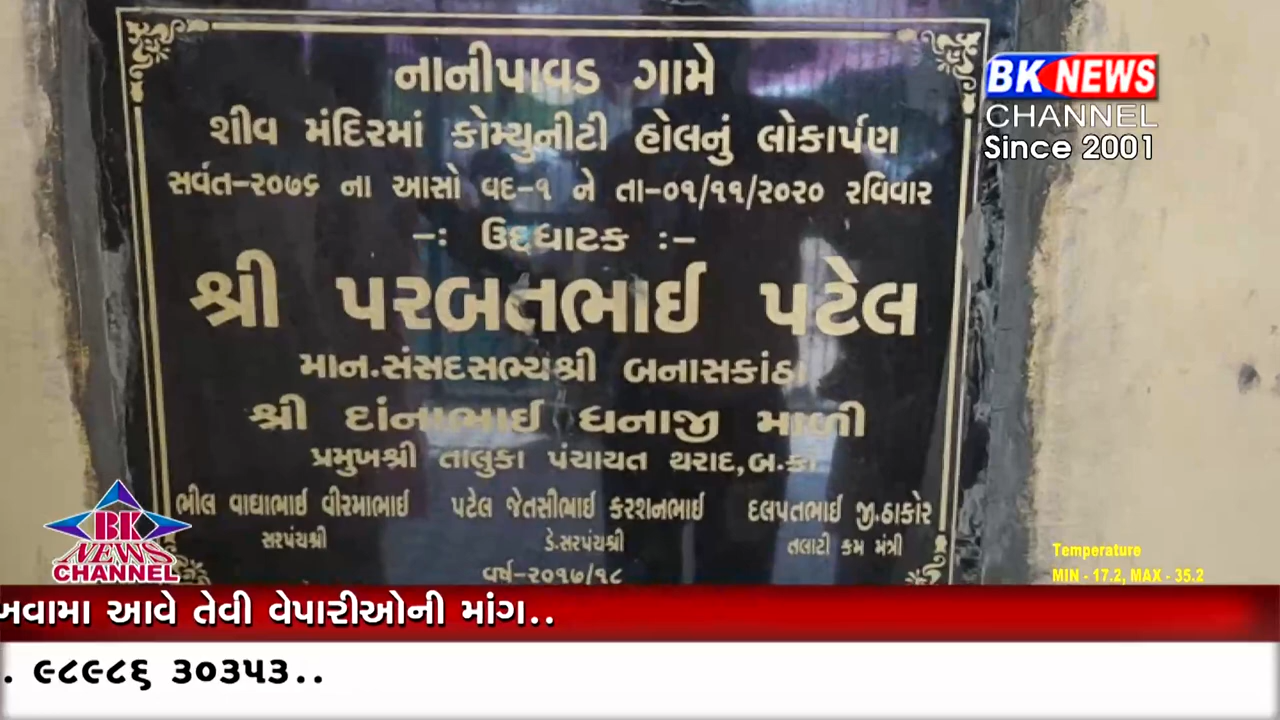 નાનીપાવડ ગામે
શીવ મંદિરમાં કોમ્યુનીટી હોલનું લોકાર્પણ
સર્વંત-૨૦૭૬ ના આસો વદ-૧ ને તા-૦૧/૧૧/૨૦૨૦ રવિવાર
-: ઉદ્ઘાટક :-
શ્રી પરબતભાઈ પટેલ
માન.સંસદસભ્યશ્રી બનાસકાંઠા
શ્રી દાંનાભાઈ ધનાજી માળી
પ્રમુખશ્રી તાલુકા પંચાયત થરાદ,બ.કાં
ભીલ વાઘાભાઈ વીરમાભાઈ પટેલ જેતસીભાઈ કરશનભાઈ દલપતભાઈ જી.ઠાકોર
સરપંચશ્રી ડે.સરપંચશ્રી તલાટી કમ મંત્રી
વર્ષ-૨૦૧૭/૧૮
BK NEWS
CHANNEL
Since 2001
BK
NEWS
CHANNEL
Temperature
MIN - 17.2, MAX - 35.2
ખવામા આવે તેવી વેપારીઓની માંગ..
. ૯૮૯૮૬ ૩૦૩૫૩..